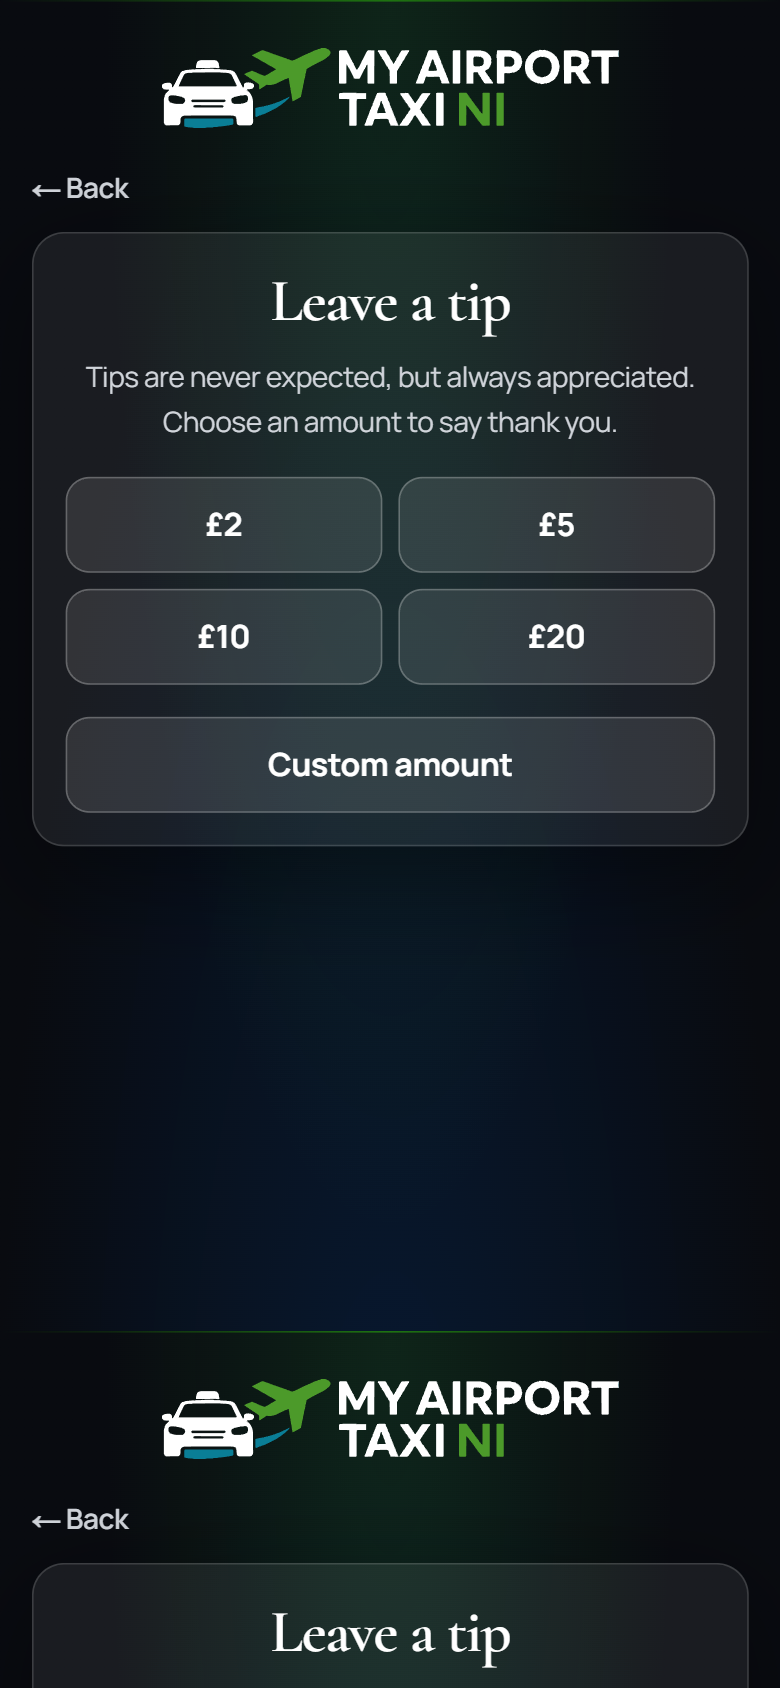 MY AIRPORT
TAXI NI
← Back
Leave a tip
Tips are never expected, but always appreciated.
Choose an amount to say thank you.
£2
£5
£10
£20
Custom amount
MY AIRPORT
TAXI NI
← Back
Leave a tip